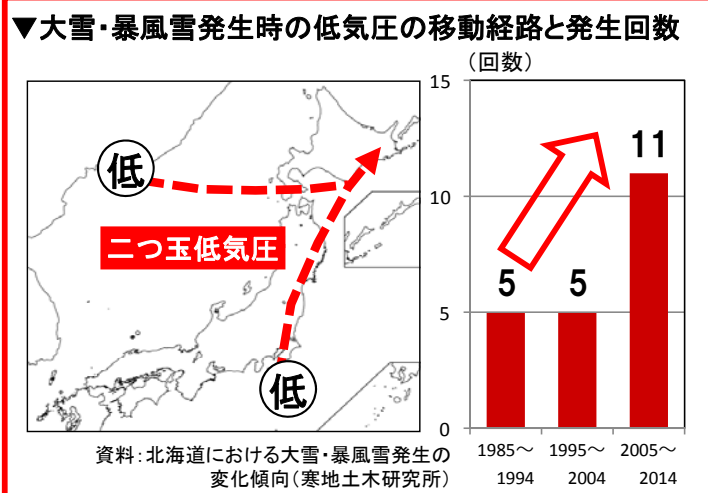 ▼大雪・暴風雪発生時の低気圧の移動経路と発生回数
低
二つ玉低気圧
低
資料:北海道における大雪・暴風雪発生の
変化傾向(寒地土木研究所)
(回数)
15
10
5
0
5
5
11
1985～ 1995～ 2005～
1994 2004 2014